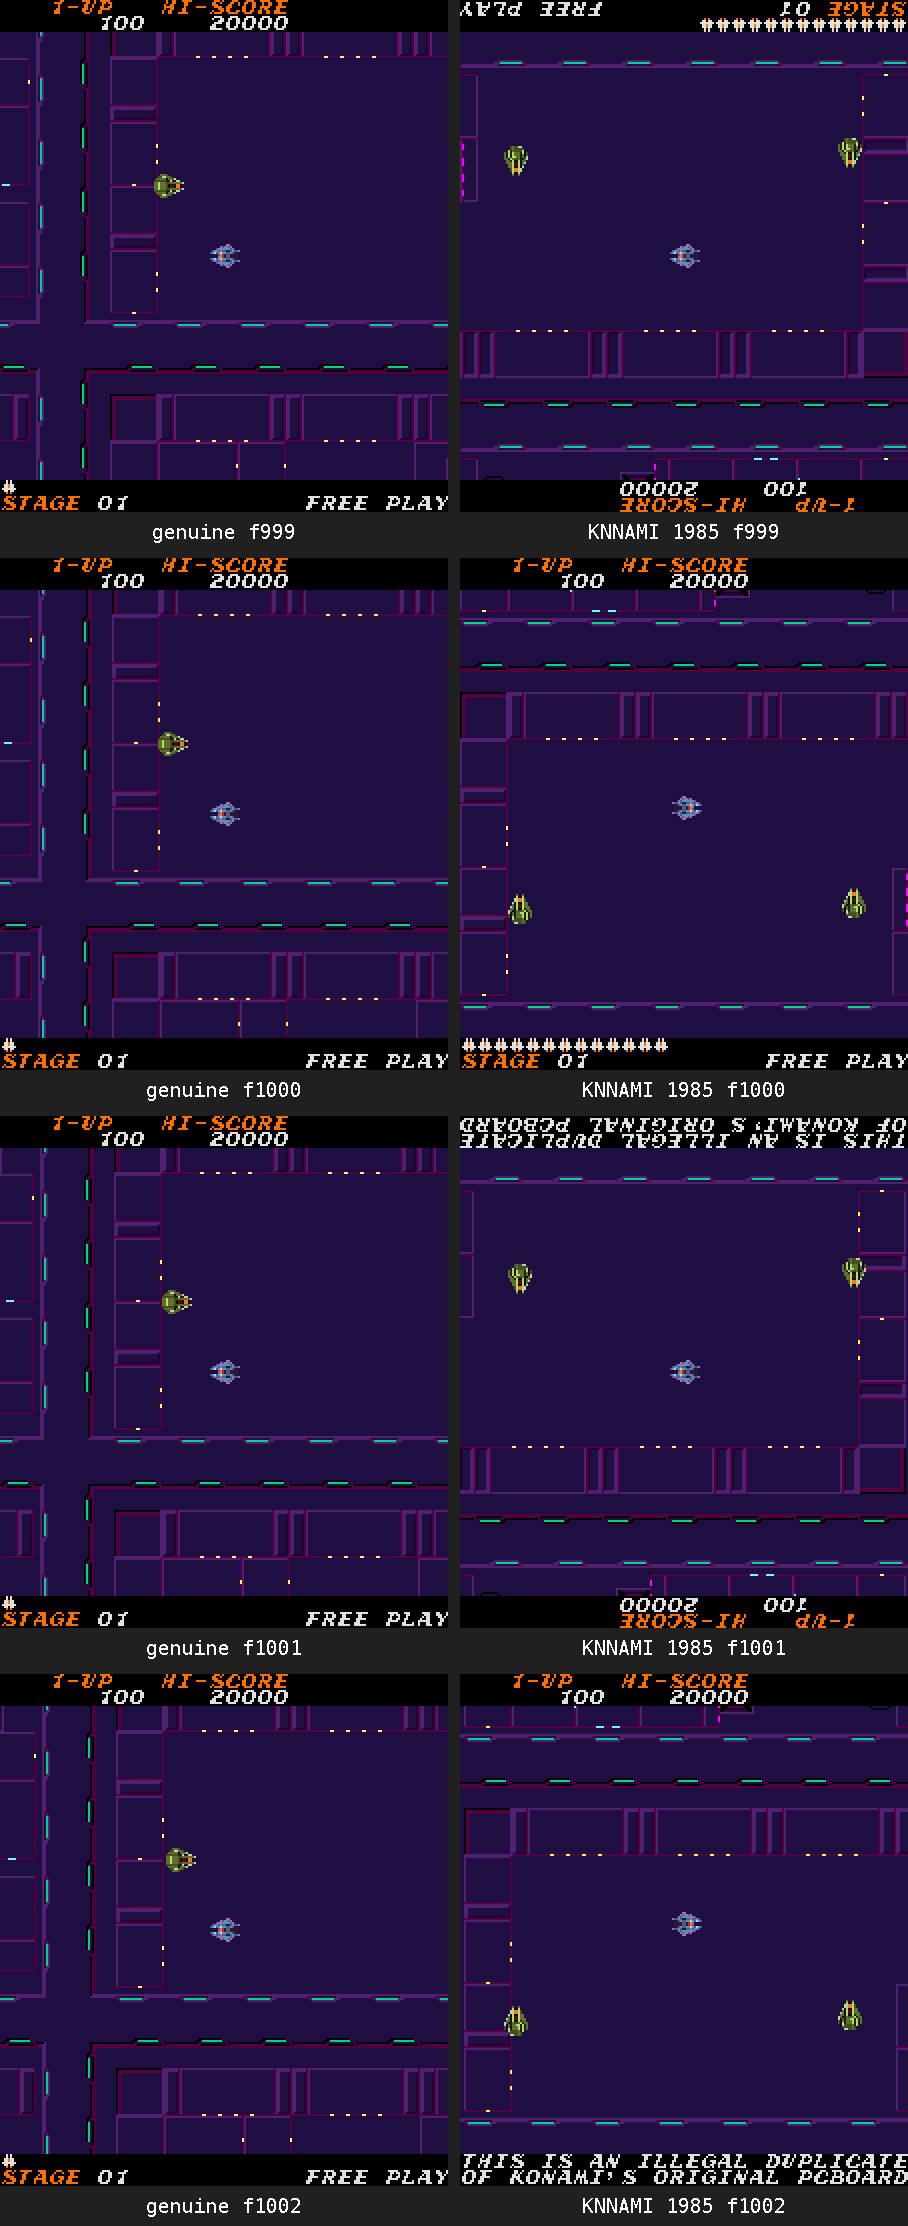 1-UP HI-SCORE
100 20000
STAGE 01 FREE PLAY
genuine f999
STAGE 01 FREE PLAY
1-UP HI-SCORE
100 20000
KNNAMI 1985 f999
1-UP HI-SCORE
100 20000
STAGE 01 FREE PLAY
genuine f1000
1-UP HI-SCORE
100 20000
STAGE 01 FREE PLAY
KNNAMI 1985 f1000
1-UP HI-SCORE
100 20000
STAGE 01 FREE PLAY
genuine f1001
THIS IS AN ILLEGAL DUPLICATE
OF KONAMI'S ORIGINAL PCBOARD
1-UP HI-SCORE
100 20000
KNNAMI 1985 f1001
1-UP HI-SCORE
100 20000
STAGE 01 FREE PLAY
genuine f1002
1-UP HI-SCORE
100 20000
THIS IS AN ILLEGAL DUPLICATE
OF KONAMI'S ORIGINAL PCBOARD
KNNAMI 1985 f1002